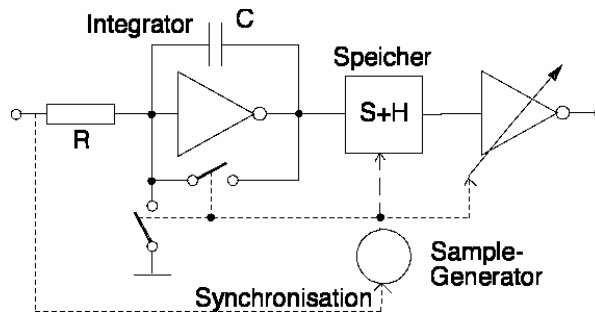 Integrator
C
Speicher
S+H
R
Sample-
Generator
Synchronisation